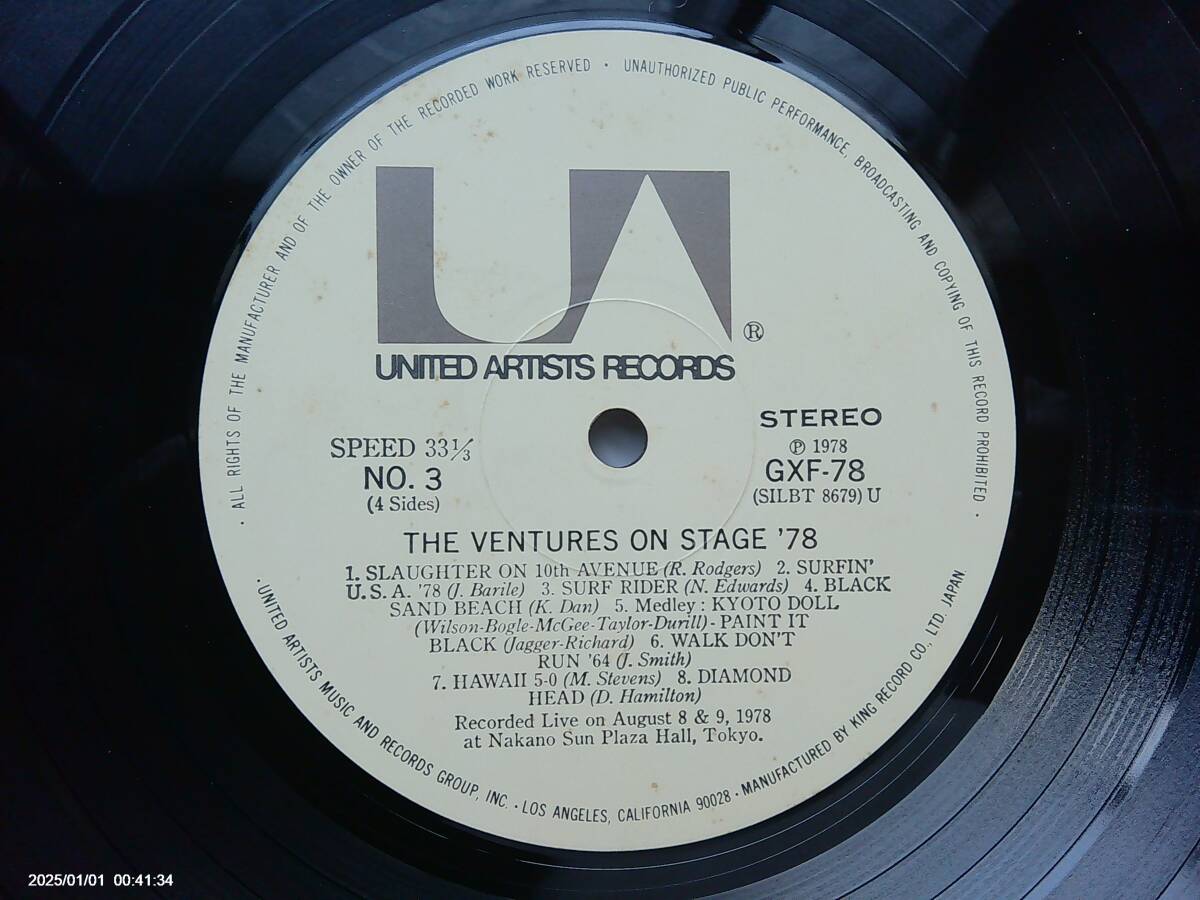 · ALL RIGHTS OF THE MANUFACTURER AND OF THE OWNER OF THE RECORDED WORK RESERVED · UNAUTHORIZED PUBLIC PERFORMANCE, BROADCASTING AND COPYING OF THIS RECORD PROHIBITED ·
UA
®
UNITED ARTISTS RECORDS
STEREO
SPEED 33⅓
℗ 1978
NO. 3
GXF-78
(4 Sides)
(SILBT 8679) U
THE VENTURES ON STAGE '78
1. SLAUGHTER ON 10th AVENUE (R. Rodgers) 2. SURFIN'
U.S.A. '78 (J. Barile) 3. SURF RIDER (N. Edwards) 4. BLACK
SAND BEACH (K. Dan) 5. Medley : KYOTO DOLL
(Wilson-Bogle-McGee-Taylor-Durill) - PAINT IT
BLACK (Jagger-Richard) 6. WALK DON'T
RUN '64 (J. Smith)
7. HAWAII 5-0 (M. Stevens) 8. DIAMOND
HEAD (D. Hamilton)
Recorded Live on August 8 & 9, 1978
at Nakano Sun Plaza Hall, Tokyo.
· UNITED ARTISTS MUSIC AND RECORDS GROUP, INC. · LOS ANGELES, CALIFORNIA 90028 · MANUFACTURED BY KING RECORD CO., LTD. JAPAN
2025/01/01 00:41:34